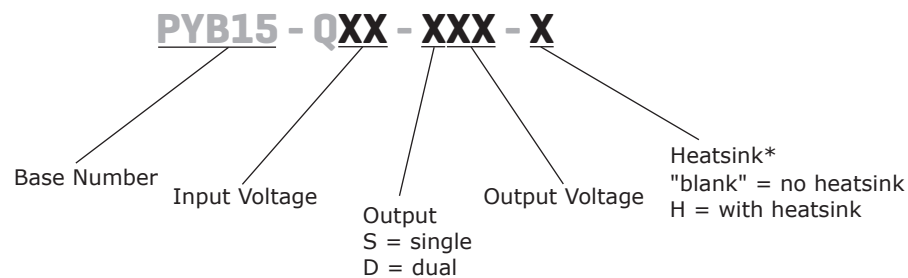 PYB15 - QXX - XXX - X
Base Number
Input Voltage
Output
S = single
D = dual
Output Voltage
Heatsink*
"blank" = no heatsink
H = with heatsink